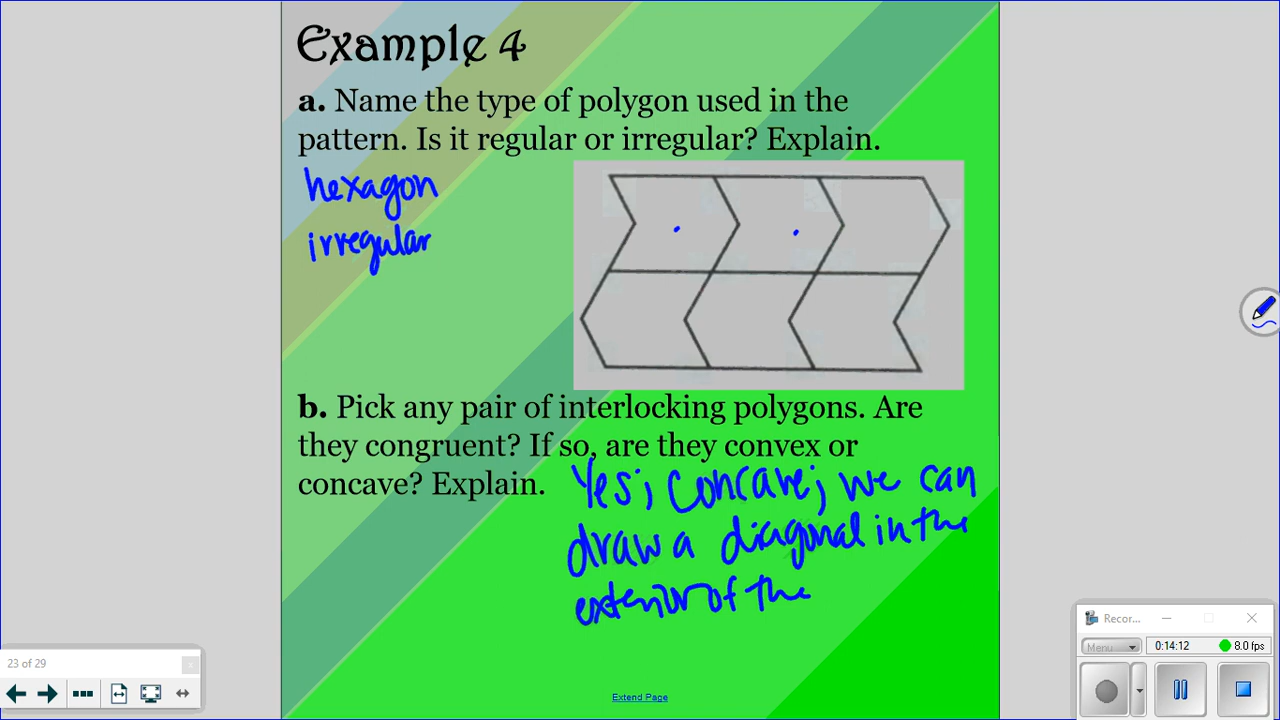 Example 4
a. Name the type of polygon used in the
pattern. Is it regular or irregular? Explain.
hexagon
irregular
b. Pick any pair of interlocking polygons. Are
they congruent? If so, are they convex or
concave? Explain.
Yes; concave; we can
draw a diagonal in the
exterior of the
Extend Page
23 of 29
Recor...
Menu
0:14:12
8.0 fps